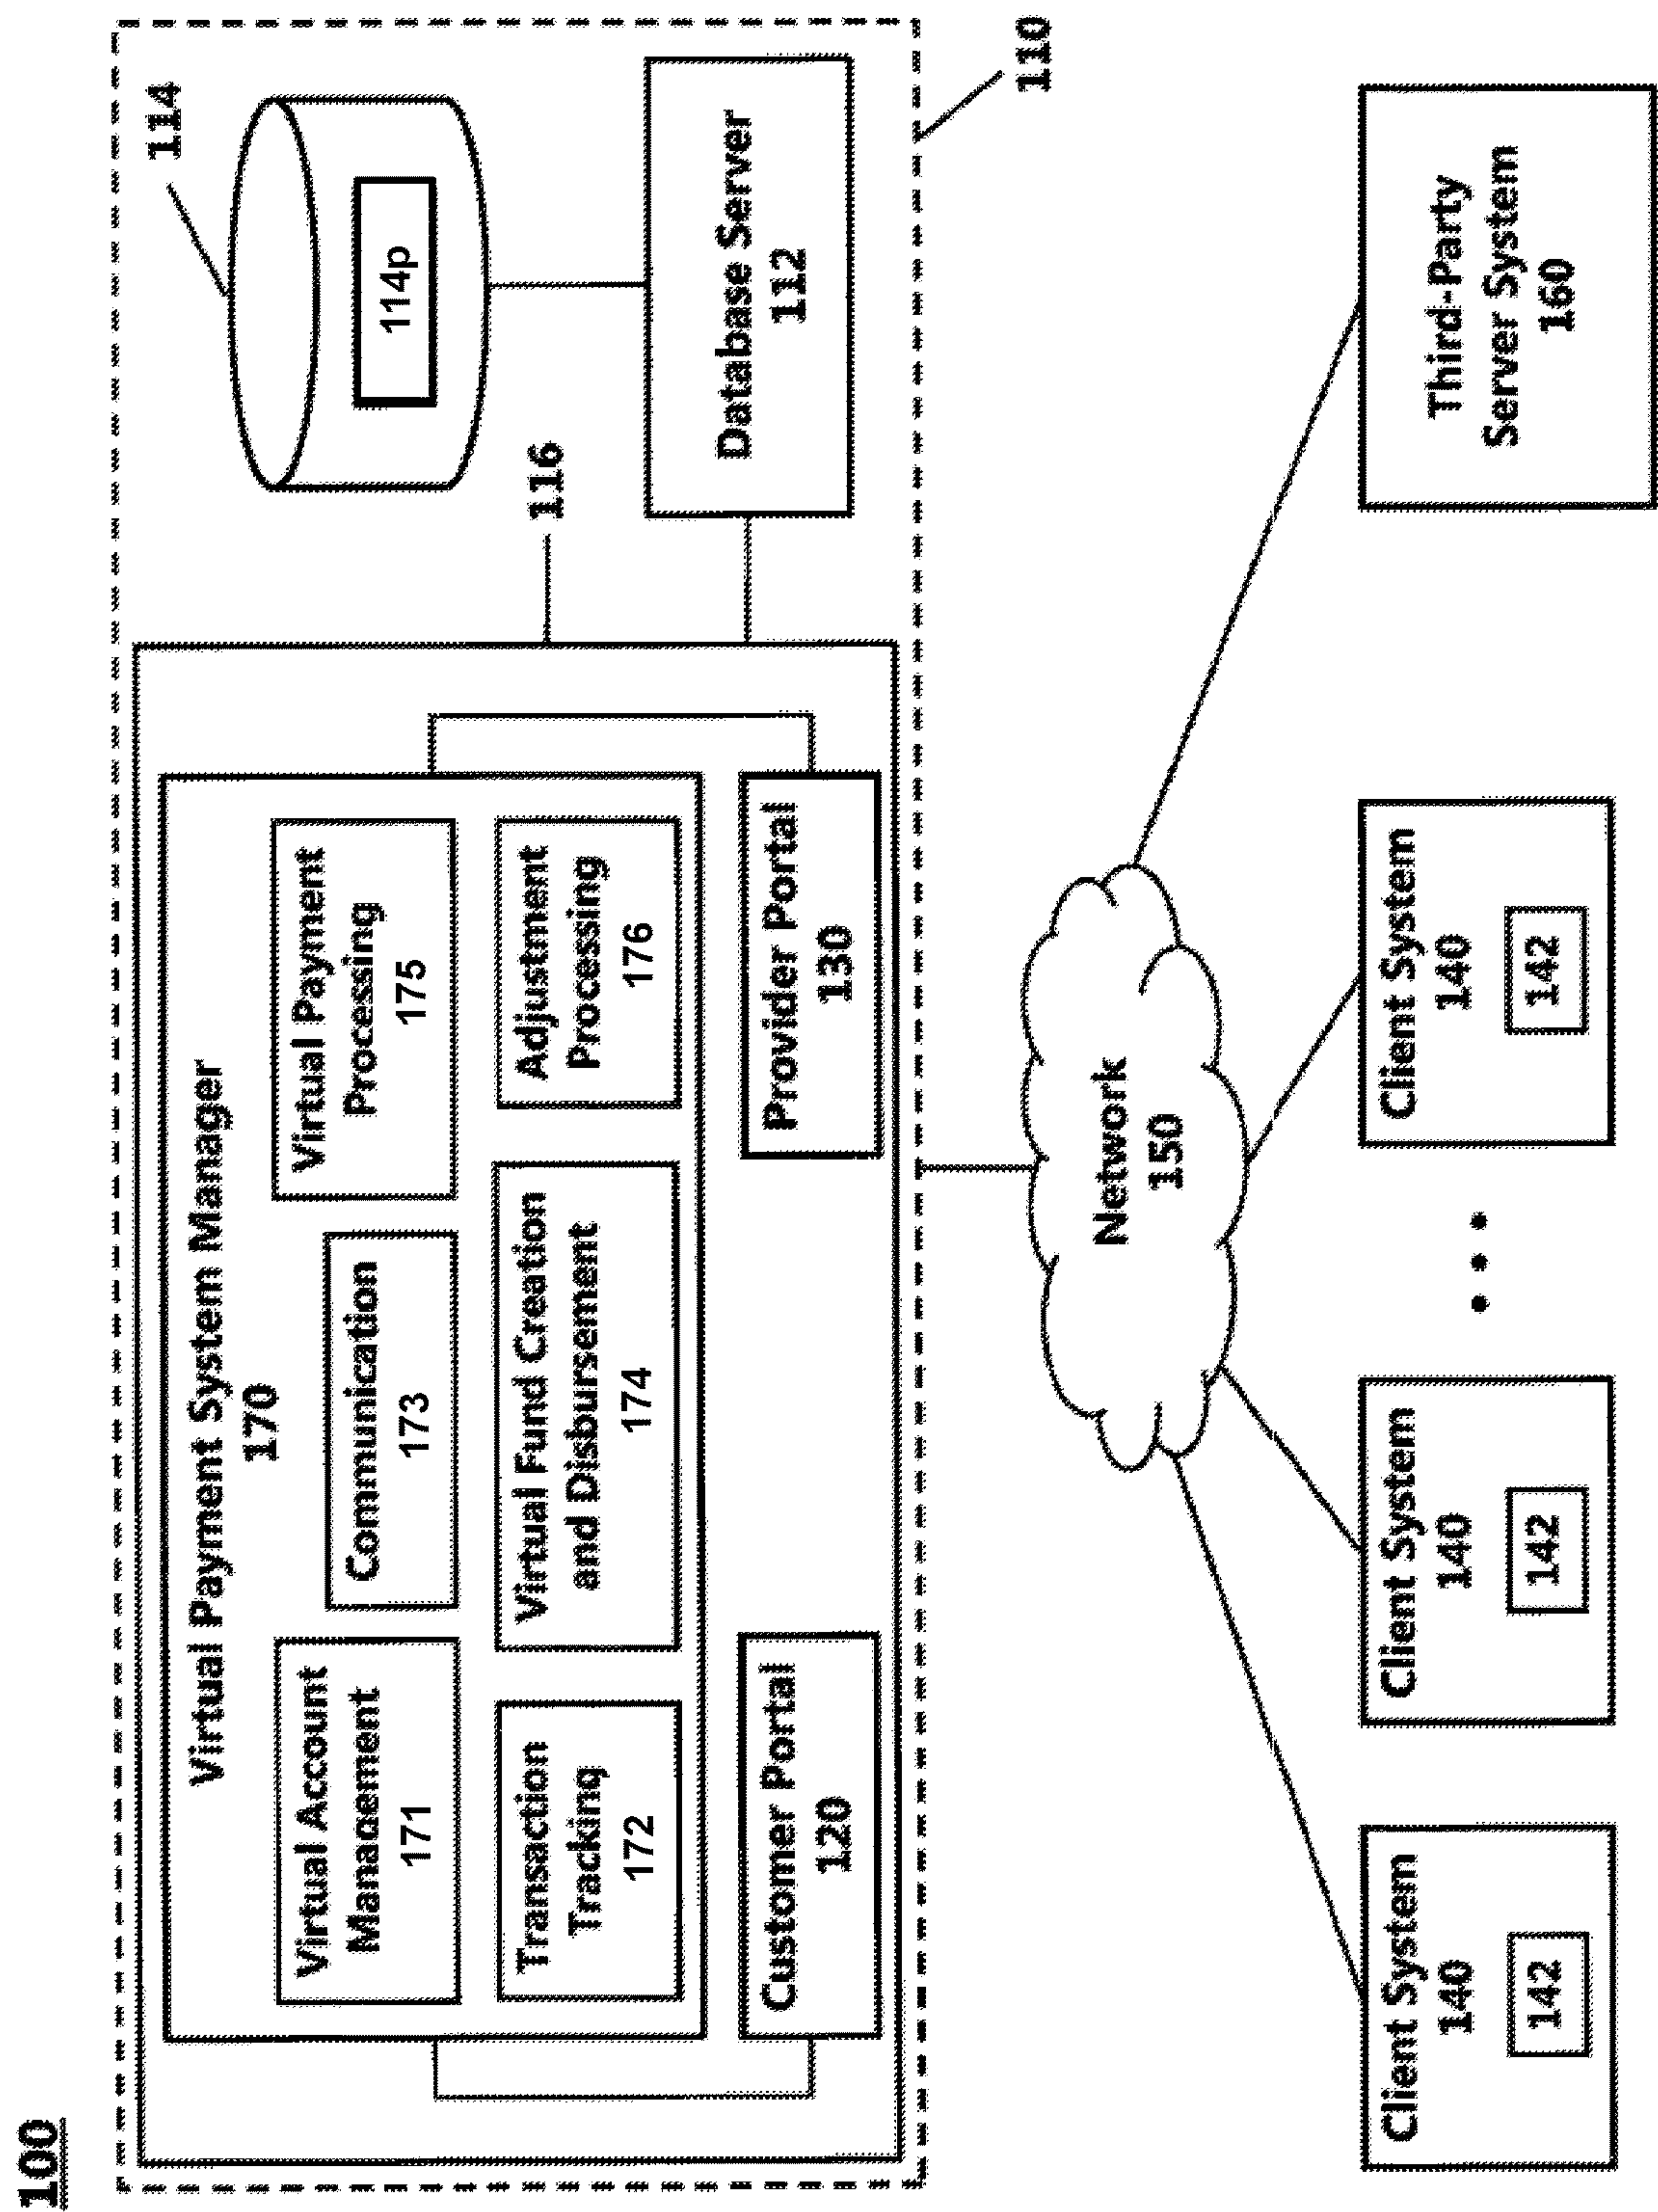 100
Virtual Payment System Manager
170
Virtual Account
Manaoement
171
Communication
173
Virtual Payment
Processing
175
Transaction
Tracking
172
Virtual Fund Creation
and Disbursement
174
Adjustment
Processing
176
Customer Portal
120
Provider Portal
130
116
114
114p
Database Server
112
110
Network
150
Client System
140
142
Client System
140
142
• • •
Client System
140
142
Third-Party
Server System
160